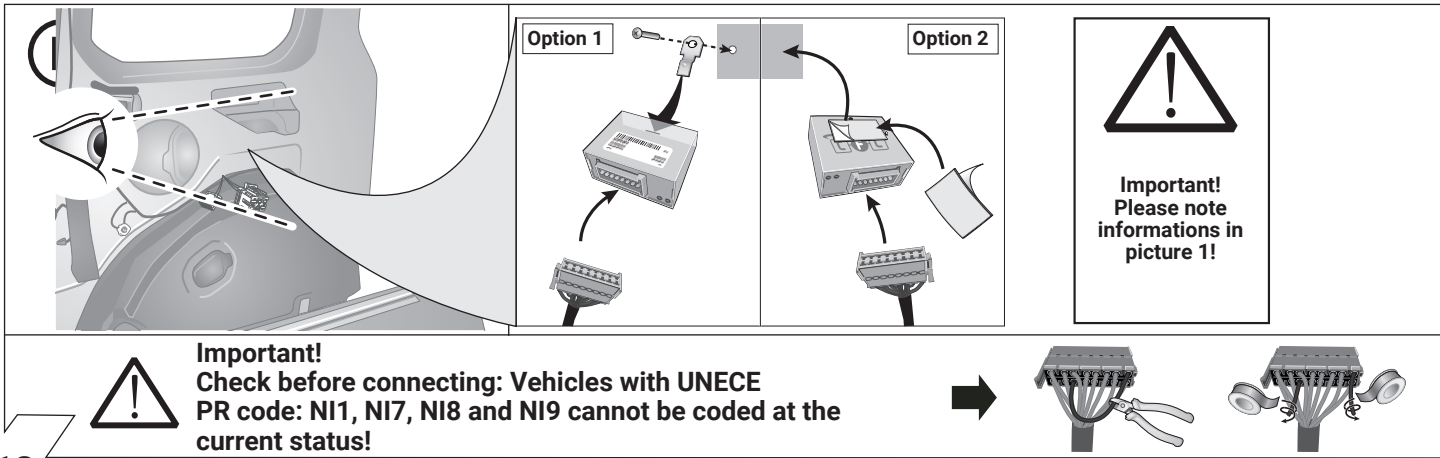 Option 1
Option 2
Important!
Please note
informations in
picture 1!
Important!
Check before connecting: Vehicles with UNECE
PR code: NI1, NI7, NI8 and NI9 cannot be coded at the
current status!